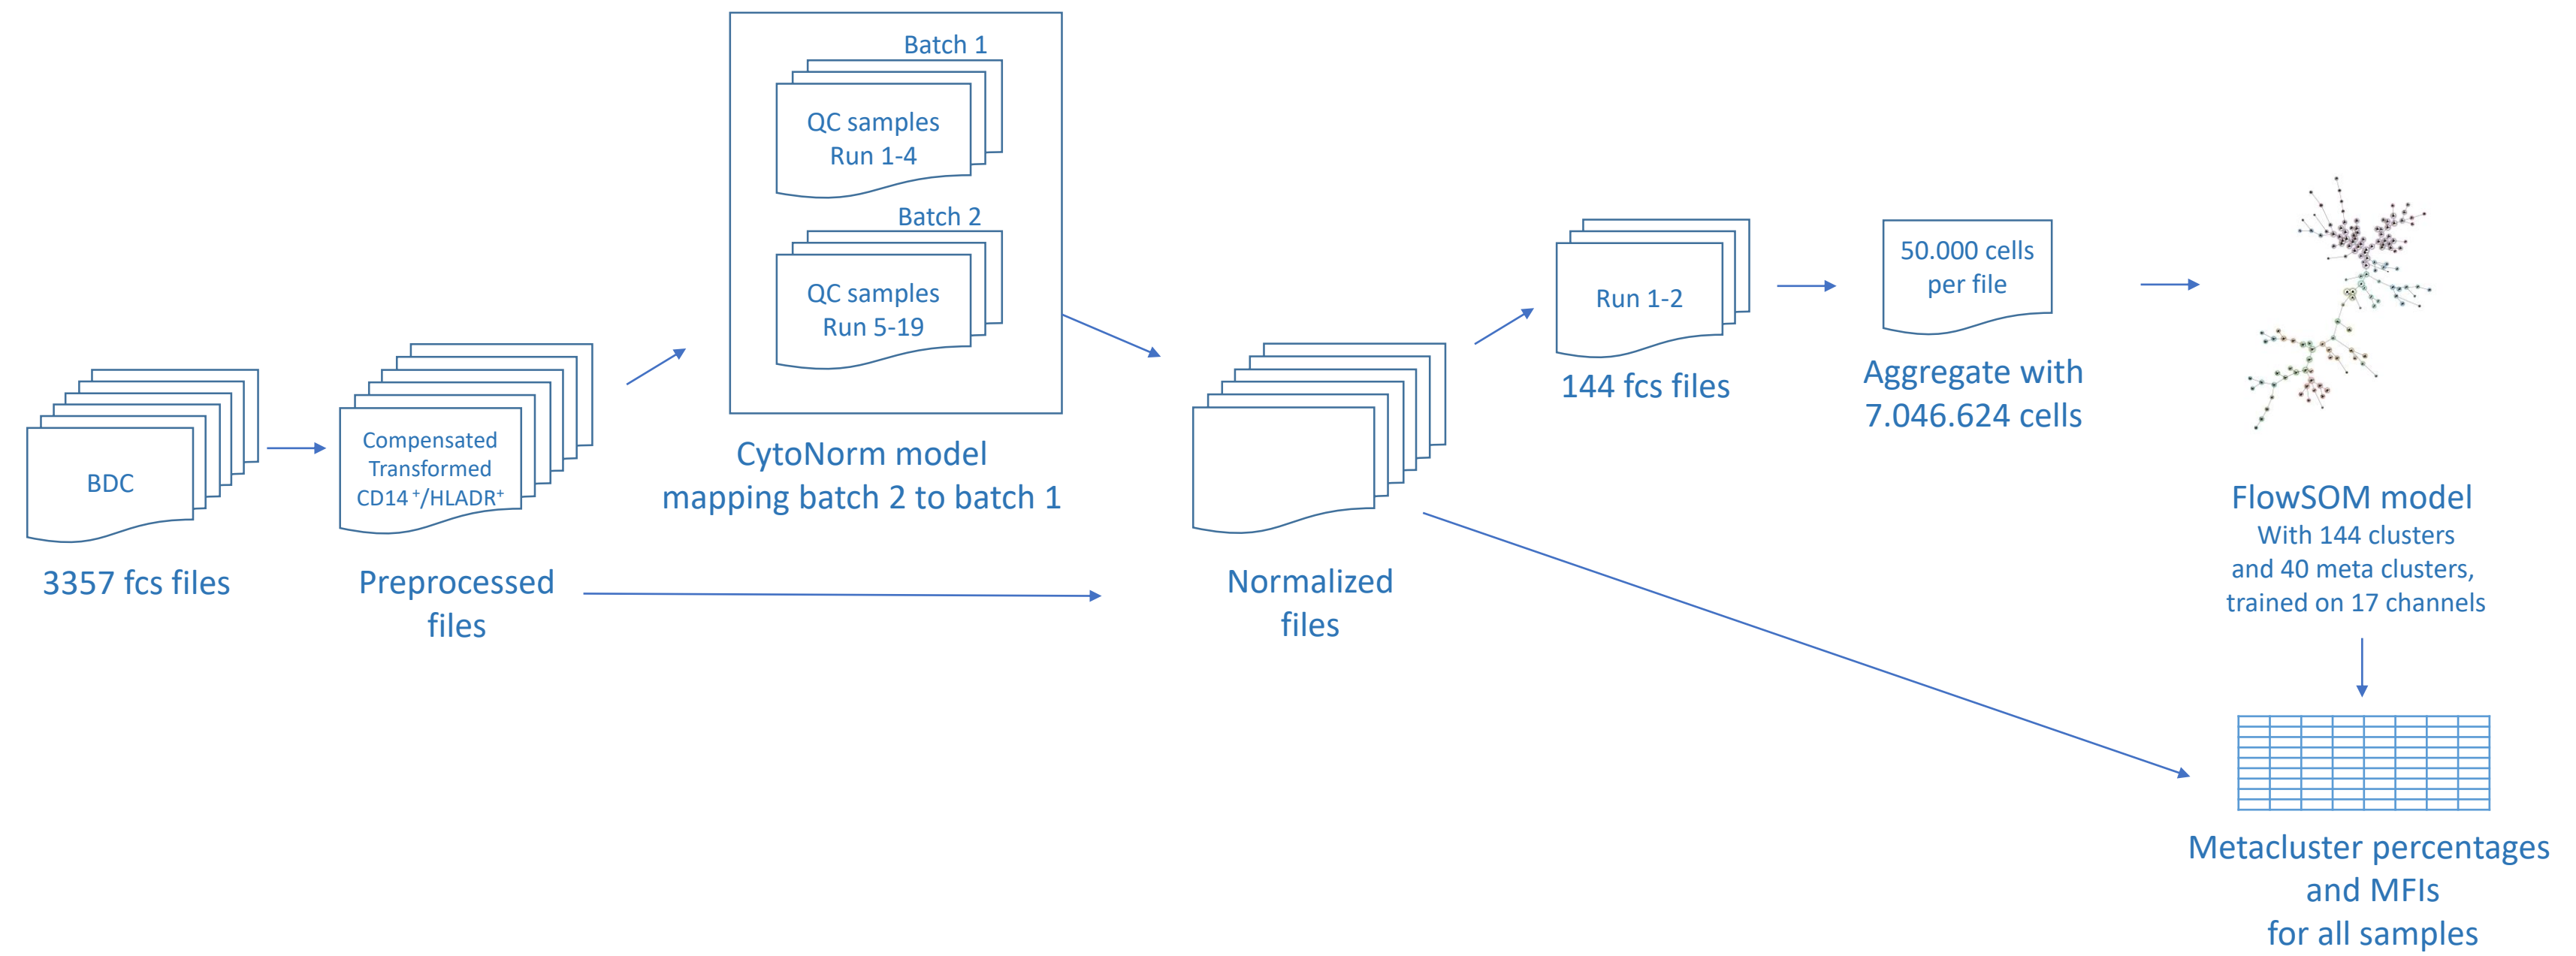 BDC
3357 fcs files
Compensated
Transformed
CD14⁺/HLADR⁺
Preprocessed
files
Batch 1
QC samples
Run 1-4
Batch 2
QC samples
Run 5-19
CytoNorm model
mapping batch 2 to batch 1
Normalized
files
Run 1-2
144 fcs files
50.000 cells
per file
Aggregate with
7.046.624 cells
FlowSOM model
With 144 clusters
and 40 meta clusters,
trained on 17 channels
Metacluster percentages
and MFIs
for all samples